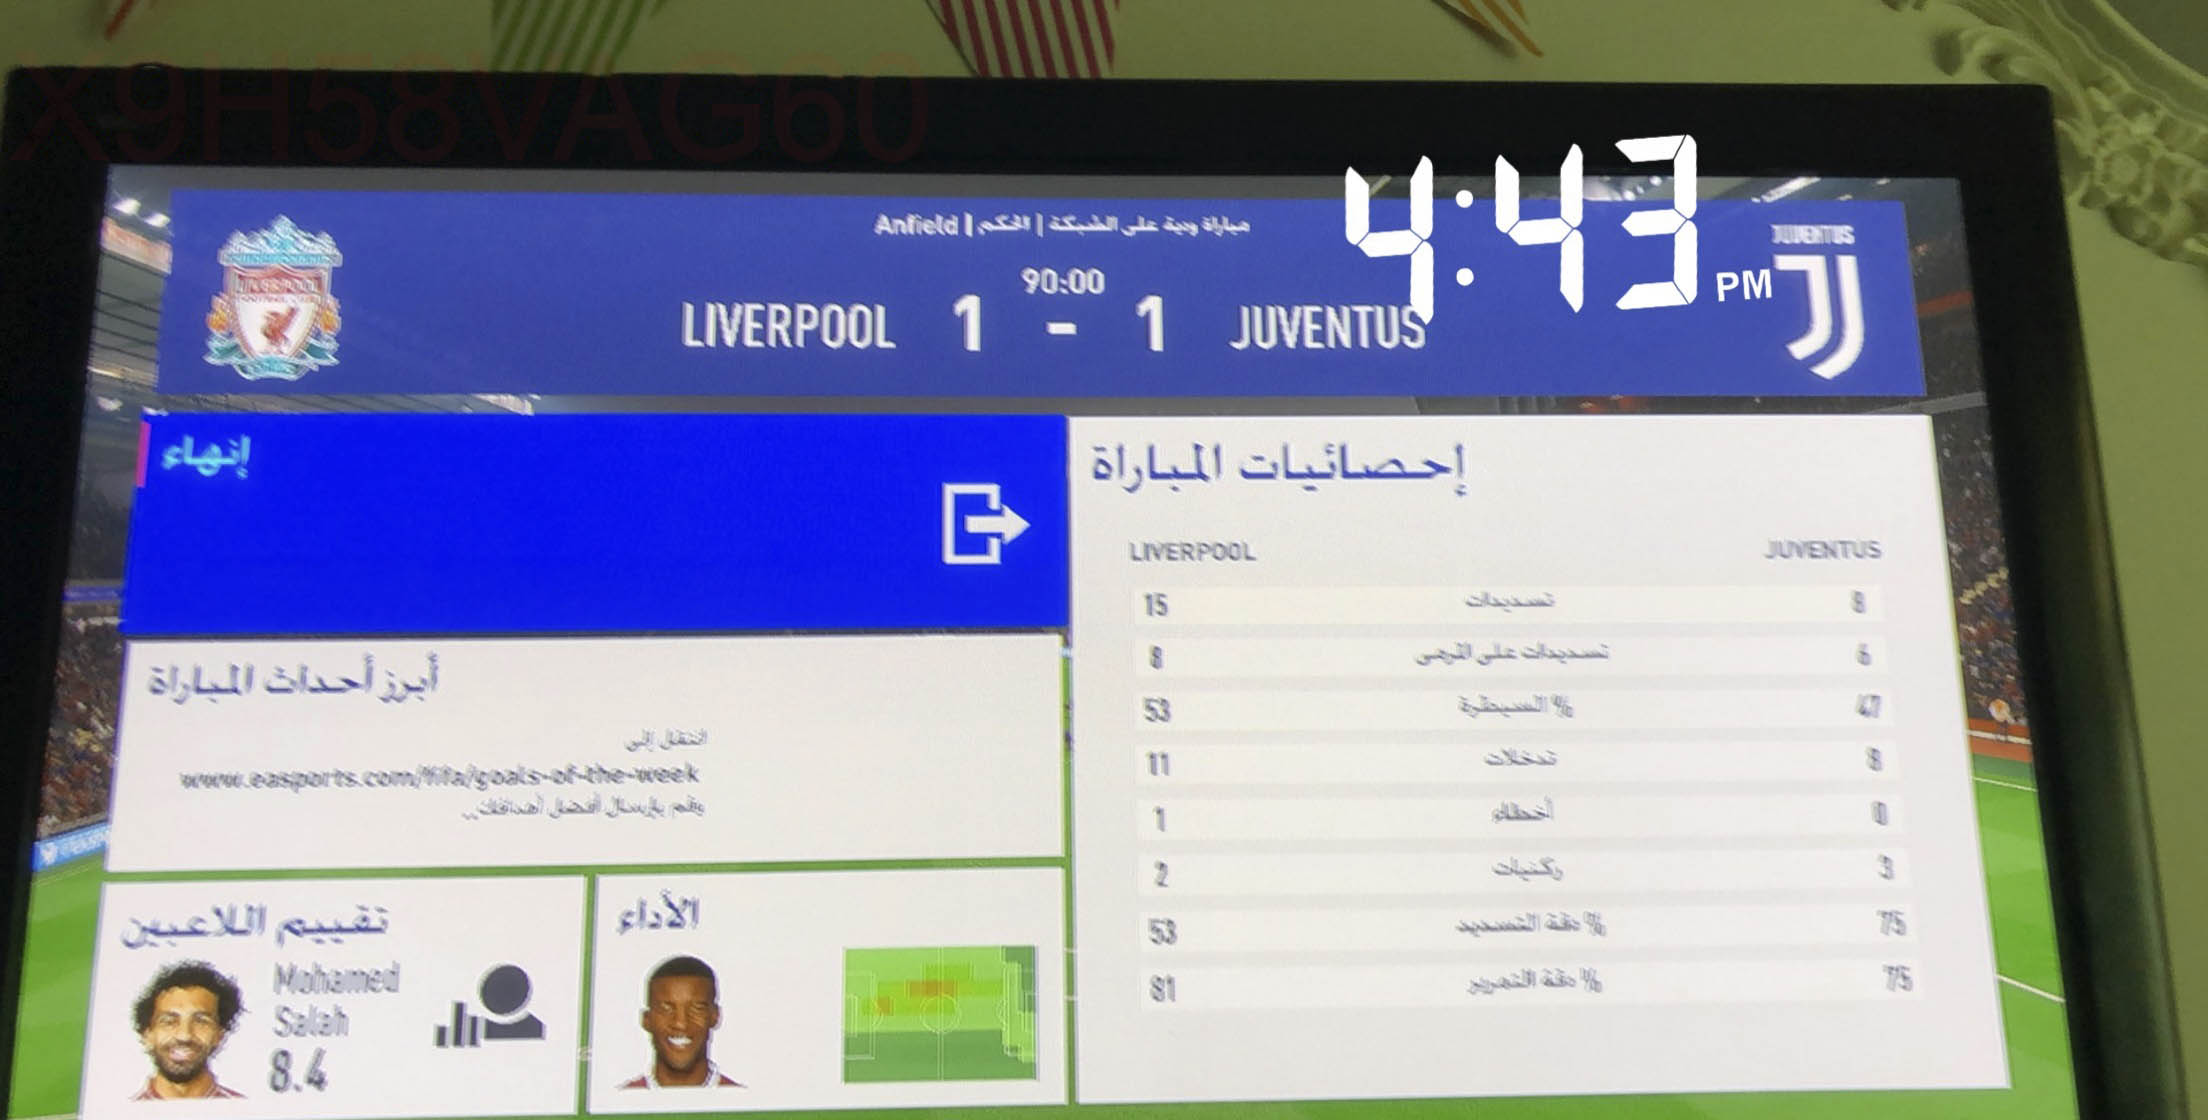 X9H58VAG60
4:43 PM
مباراة ودية على الشبكة | الحكم | Anfield
LIVERPOOL
JUVENTUS
90:00
LIVERPOOL 1 - 1 JUVENTUS
إنهاء
أبرز أحداث المباراة
انتقل إلى
www.easports.com/fifa/goals-of-the-week
وقم بإرسال أفضل أهدافك..
تقييم اللاعبين
Mohamed
Salah
8.4
الأداء
إحصائيات المباراة
LIVERPOOL JUVENTUS
15 تسديدات 8
8 تسديدات على المرمى 6
53 % السيطرة 47
11 تدخلات 8
1 أخطاء 0
2 ركنيات 3
53 % دقة التسديد 75
81 % دقة التمرير 75